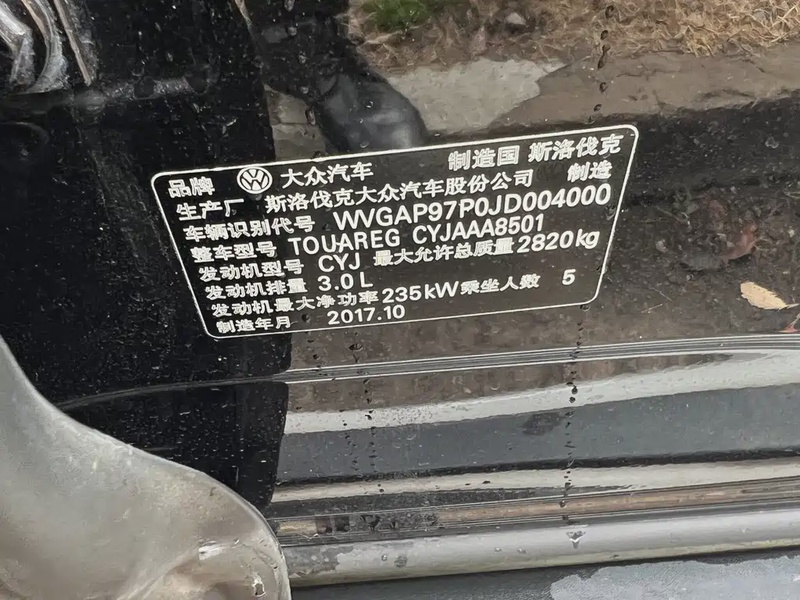 品牌 大众汽车 制造国 斯洛伐克
生产厂 斯洛伐克大众汽车股份公司 制造
车辆识别代号 WVGAP97P0JD004000
整车型号 TOUAREG CYJAAA8501
发动机型号 CYJ 最大允许总质量 2820kg
发动机排量 3.0L
发动机最大净功率 235kW 乘坐人数 5
制造年月 2017.10